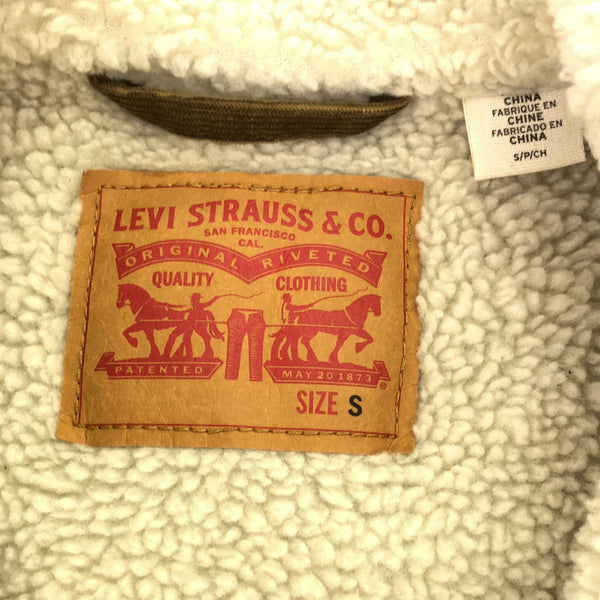 CHINA
FABRIQUE EN
CHINE
FABRICADO EN
CHINA
S/P/CH
LEVI STRAUSS & CO.
SAN FRANCISCO
CAL.
ORIGINAL RIVETED
QUALITY CLOTHING
PATENTED MAY 20 1873 ®
SIZE S